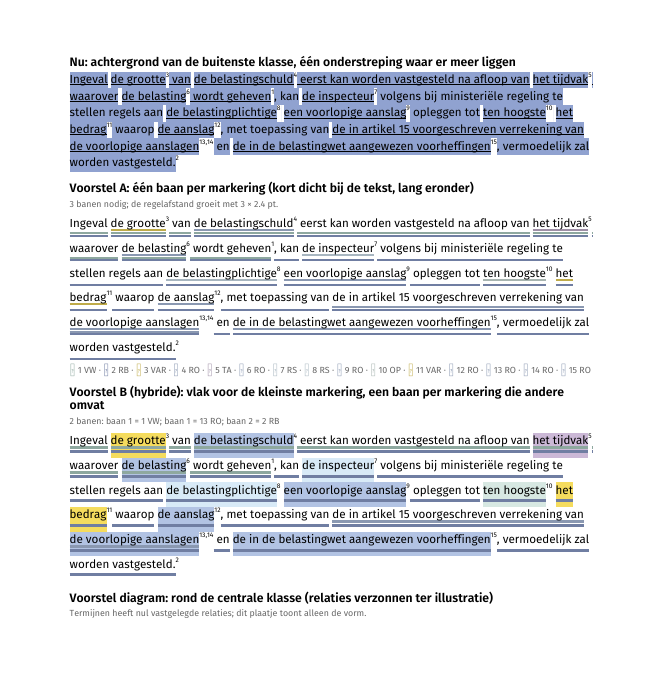 Nu: achtergrond van de buitenste klasse, één onderstreping waar er meer liggen
Ingeval de grootte3 van de belastingschuld4 eerst kan worden vastgesteld na afloop van het tijdvak5
waarover de belasting6 wordt geheven1, kan de inspecteur7 volgens bij ministeriële regeling te
stellen regels aan de belastingplichtige8 een voorlopige aanslag9 opleggen tot ten hoogste10 het
bedrag11 waarop de aanslag12, met toepassing van de in artikel 15 voorgeschreven verrekening van
de voorlopige aanslagen13,14 en de in de belastingwet aangewezen voorheffingen15, vermoedelijk zal
worden vastgesteld.2
Voorstel A: één baan per markering (kort dicht bij de tekst, lang eronder)
3 banen nodig; de regelafstand groeit met 3 × 2.4 pt.
Ingeval de grootte3 van de belastingschuld4 eerst kan worden vastgesteld na afloop van het tijdvak5
waarover de belasting6 wordt geheven1, kan de inspecteur7 volgens bij ministeriële regeling te
stellen regels aan de belastingplichtige8 een voorlopige aanslag9 opleggen tot ten hoogste10 het
bedrag11 waarop de aanslag12, met toepassing van de in artikel 15 voorgeschreven verrekening van
de voorlopige aanslagen13,14 en de in de belastingwet aangewezen voorheffingen15, vermoedelijk zal
worden vastgesteld.2
1 VW · 2 RB · 3 VAR · 4 RO · 5 TA · 6 RO · 7 RS · 8 RS · 9 RO · 10 OP · 11 VAR · 12 RO · 13 RO · 14 RO · 15 RO
Voorstel B (hybride): vlak voor de kleinste markering, een baan per markering die andere
omvat
2 banen: baan 1 = 1 VW; baan 1 = 13 RO; baan 2 = 2 RB
Ingeval de grootte3 van de belastingschuld4 eerst kan worden vastgesteld na afloop van het tijdvak5
waarover de belasting6 wordt geheven1, kan de inspecteur7 volgens bij ministeriële regeling te
stellen regels aan de belastingplichtige8 een voorlopige aanslag9 opleggen tot ten hoogste10 het
bedrag11 waarop de aanslag12, met toepassing van de in artikel 15 voorgeschreven verrekening van
de voorlopige aanslagen13,14 en de in de belastingwet aangewezen voorheffingen15, vermoedelijk zal
worden vastgesteld.2
Voorstel diagram: rond de centrale klasse (relaties verzonnen ter illustratie)
Termijnen heeft nul vastgelegde relaties; dit plaatje toont alleen de vorm.